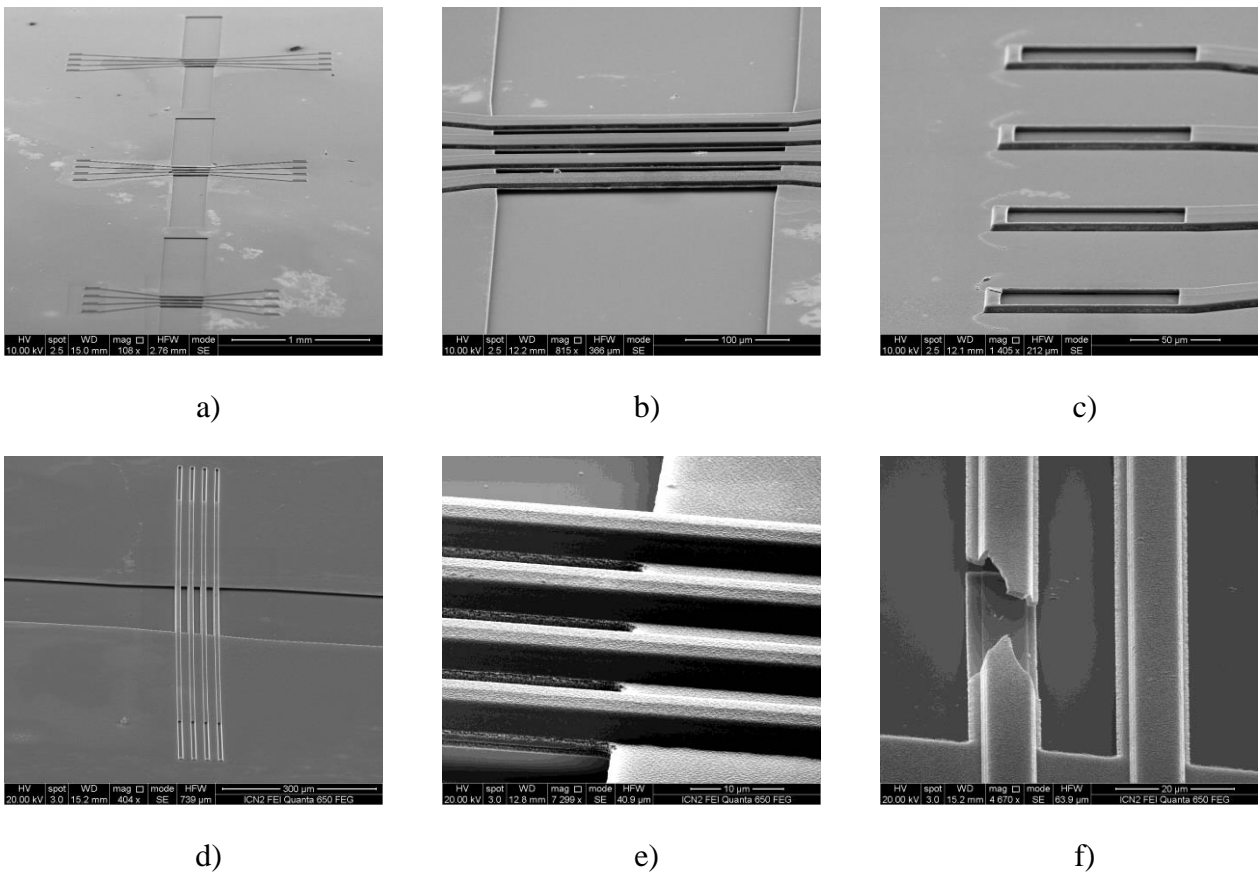 HV spot WD mag □ HFW mode 1 mm
10.00 kV 2.5 15.0 mm 108 x 2.76 mm SE
HV spot WD mag □ HFW mode 100 µm
10.00 kV 2.5 12.2 mm 815 x 366 µm SE
HV spot WD mag □ HFW mode 50 µm
10.00 kV 2.5 12.1 mm 1 405 x 212 µm SE
a) b) c)
HV spot WD mag □ mode HFW 300 µm
20.00 kV 3.0 15.2 mm 404 x SE 739 µm ICN2 FEI Quanta 650 FEG
HV spot WD mag □ mode HFW 10 µm
20.00 kV 3.0 12.8 mm 7 299 x SE 40.9 µm ICN2 FEI Quanta 650 FEG
HV spot WD mag □ mode HFW 20 µm
20.00 kV 3.0 15.2 mm 4 670 x SE 63.9 µm ICN2 FEI Quanta 650 FEG
d) e) f)